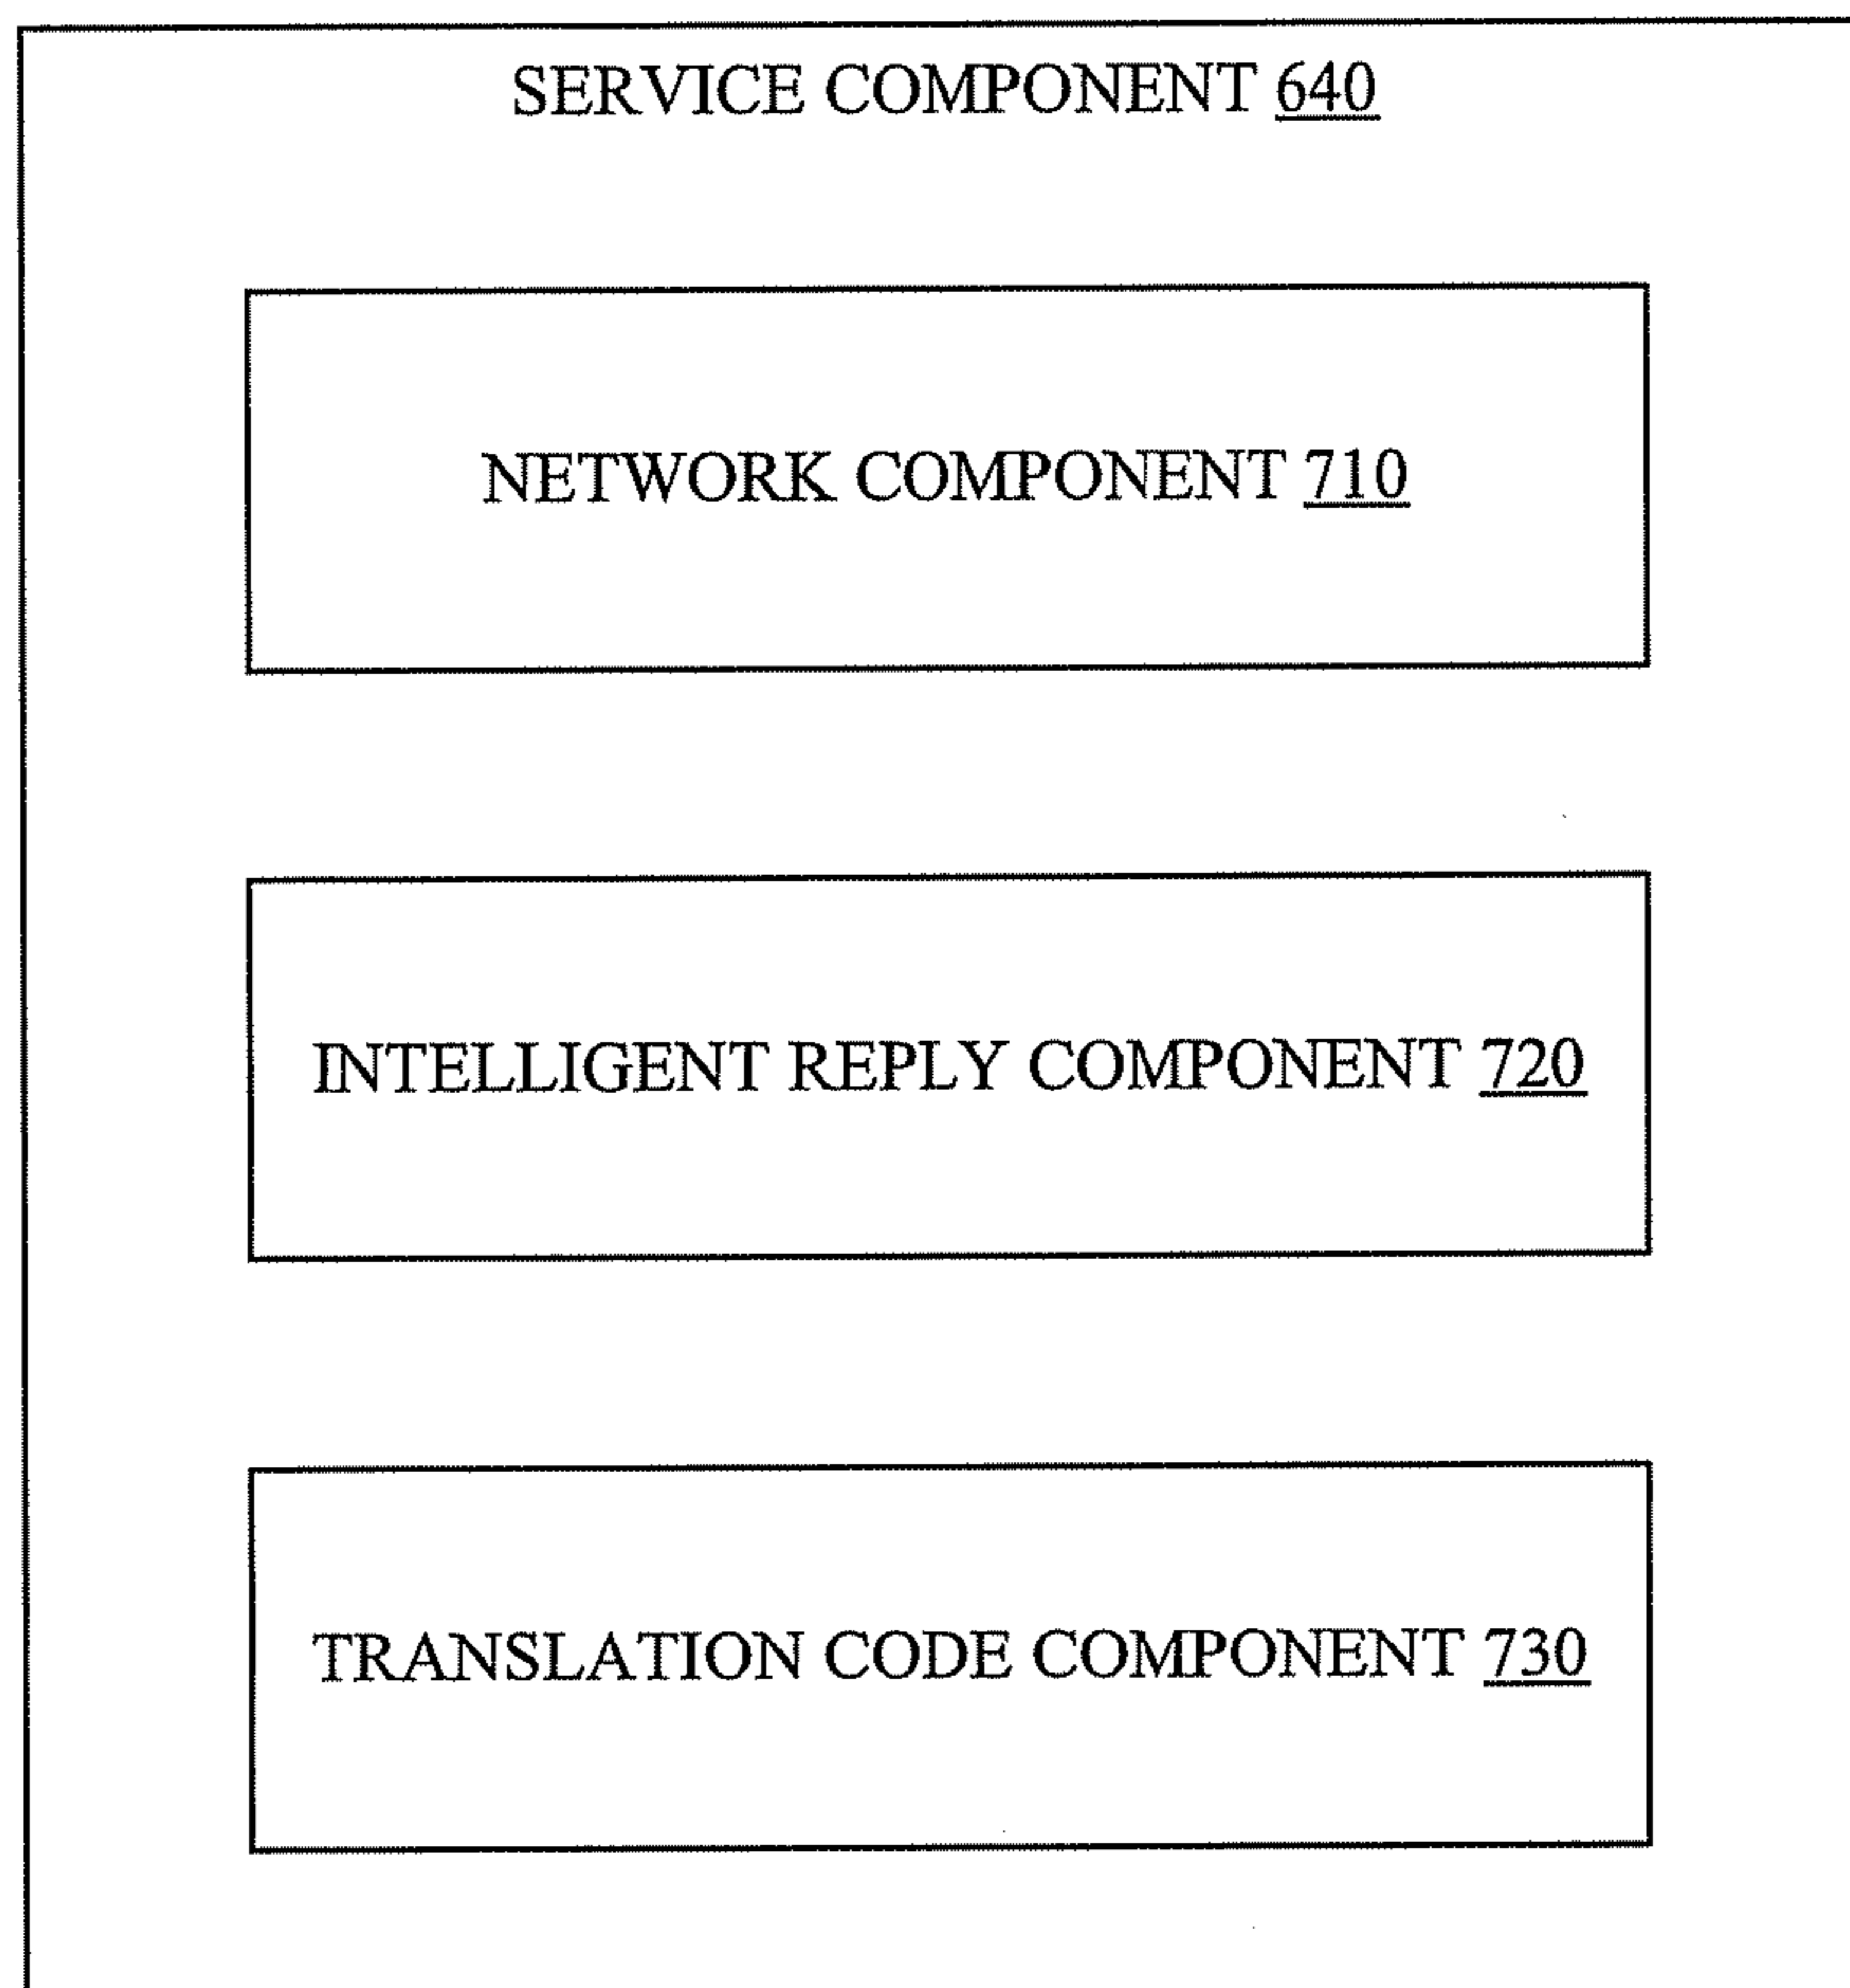 SERVICE COMPONENT 640
NETWORK COMPONENT 710
INTELLIGENT REPLY COMPONENT 720
TRANSLATION CODE COMPONENT 730